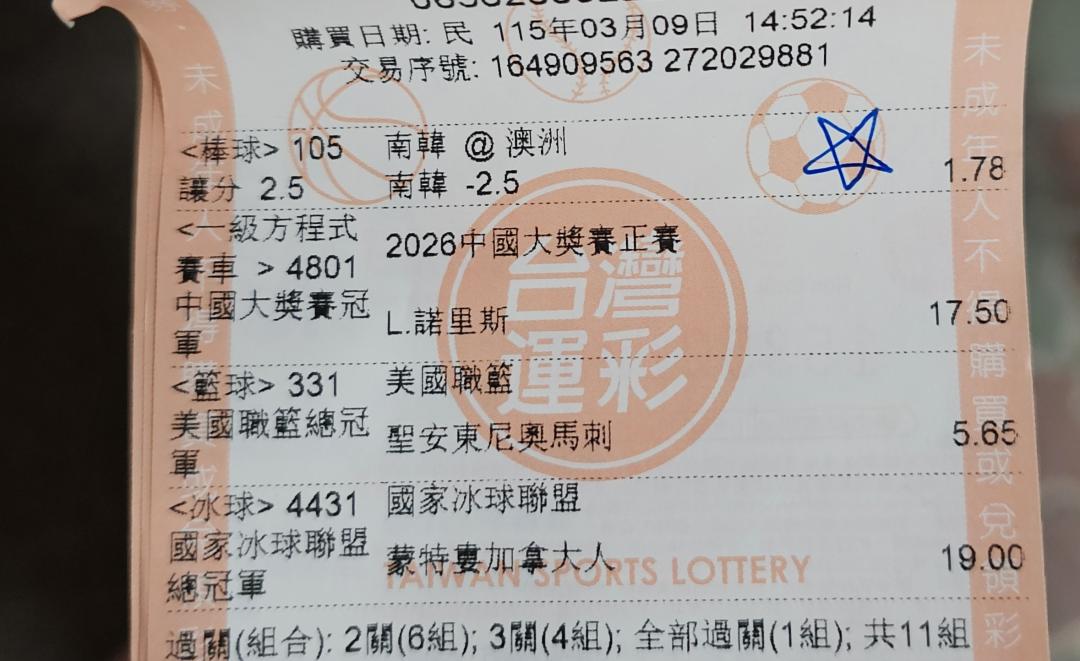 購買日期: 民 115年03月09日 14:52:14
交易序號: 164909563 272029881
<棒球> 105 南韓 @ 澳洲
讓分 2.5 南韓 -2.5 1.78
<一級方程式
賽車 > 4801 2026中國大獎賽正賽
中國大獎賽冠
軍 L.諾里斯 17.50
<籃球> 331 美國職籃
美國職籃總冠
軍 聖安東尼奧馬刺 5.65
<冰球> 4431 國家冰球聯盟
國家冰球聯盟
總冠軍 蒙特婁加拿大人 19.00
過關(組合): 2關(6組); 3關(4組); 全部過關(1組); 共11組
台灣
運彩
TAIWAN SPORTS LOTTERY
未成年人不得購買或兌領彩